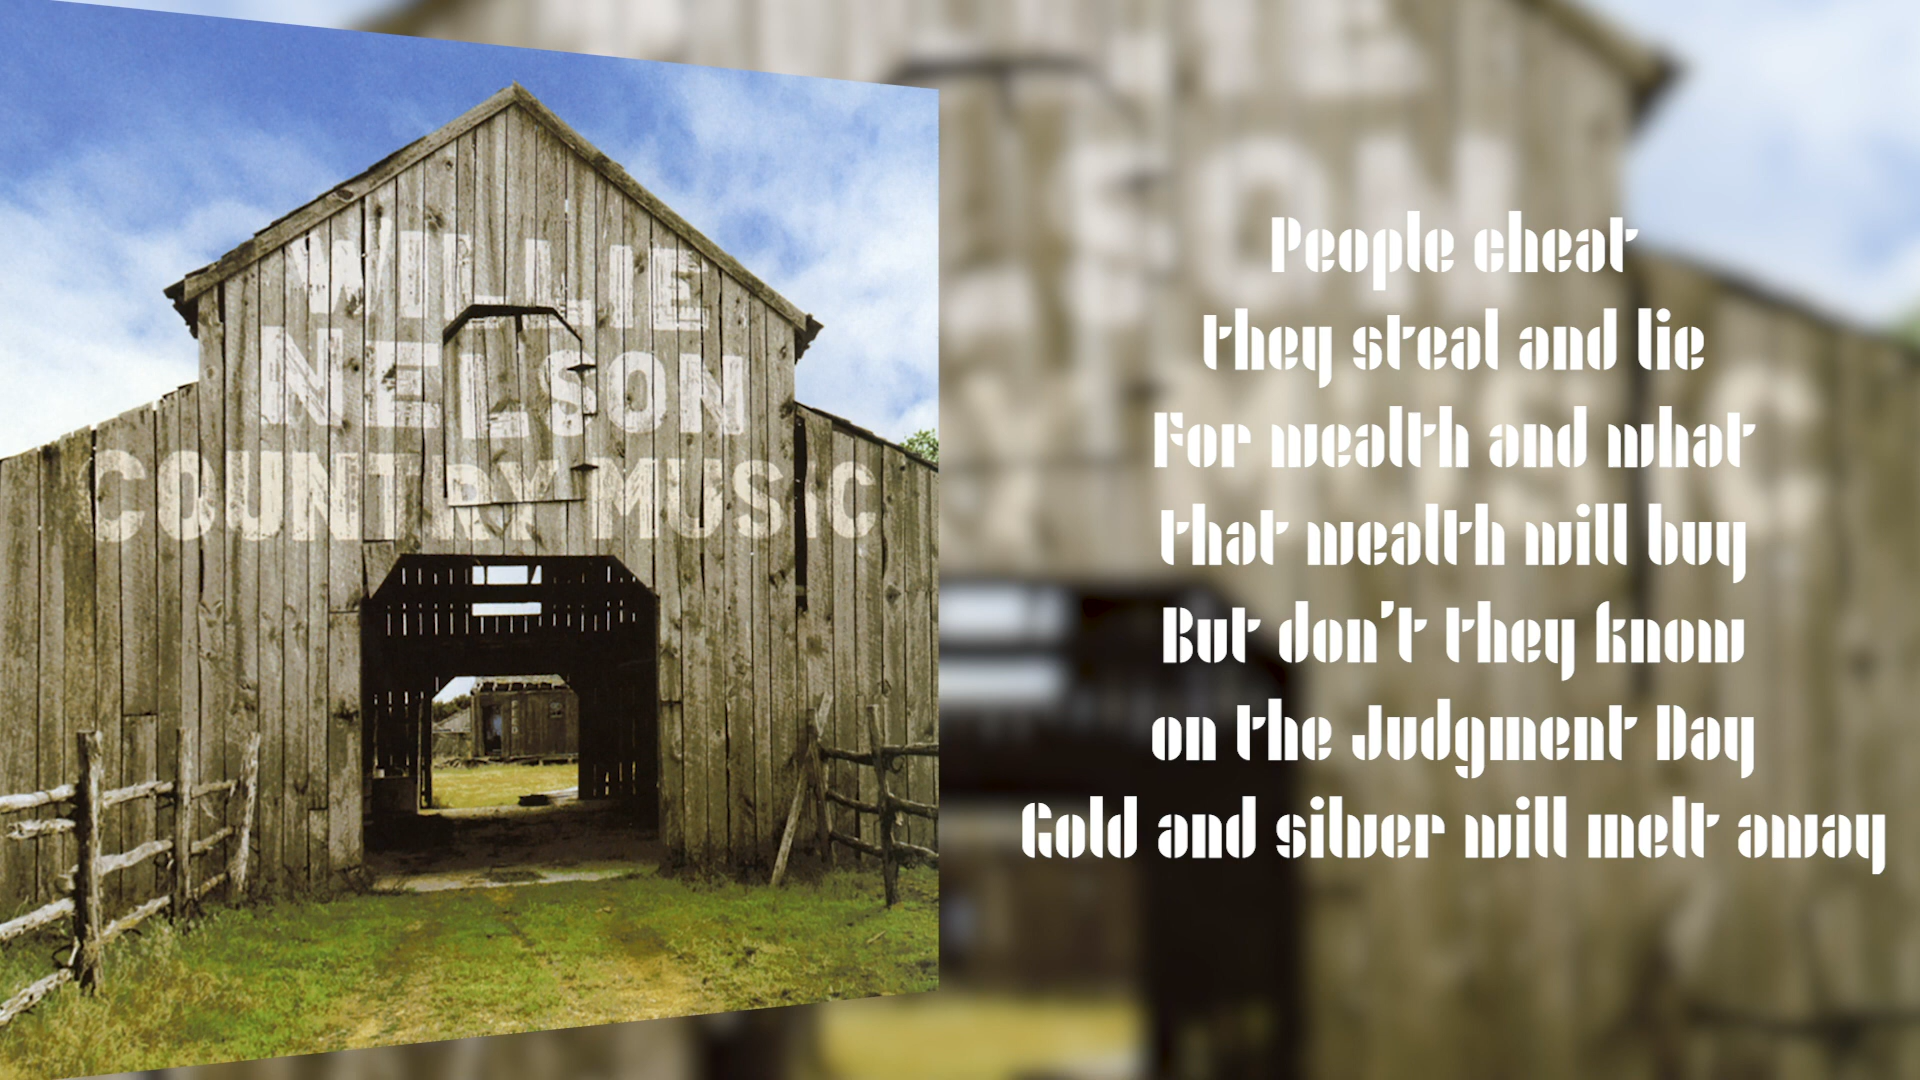 WILLIE
NELSON
COUNTRY MUSIC
People cheat
they steal and lie
For wealth and what
that wealth will buy
But don't they know
on the Judgment Day
Gold and silver will melt away